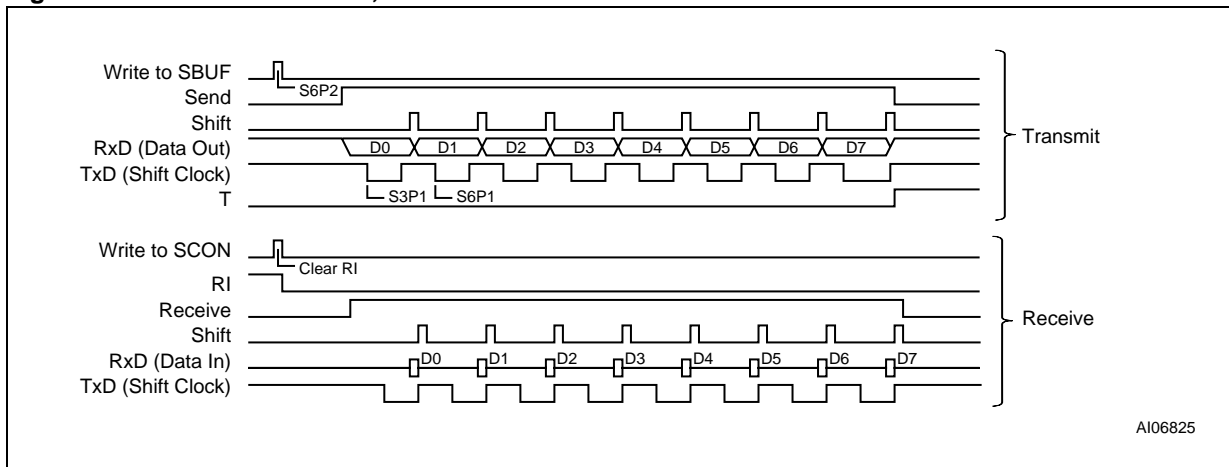 Write to SBUF
S6P2
Send
Shift
RxD (Data Out) D0 D1 D2 D3 D4 D5 D6 D7
TxD (Shift Clock)
S3P1 S6P1
T
Transmit
Write to SCON
Clear RI
RI
Receive
Shift
RxD (Data In) D0 D1 D2 D3 D4 D5 D6 D7
TxD (Shift Clock)
Receive
AI06825